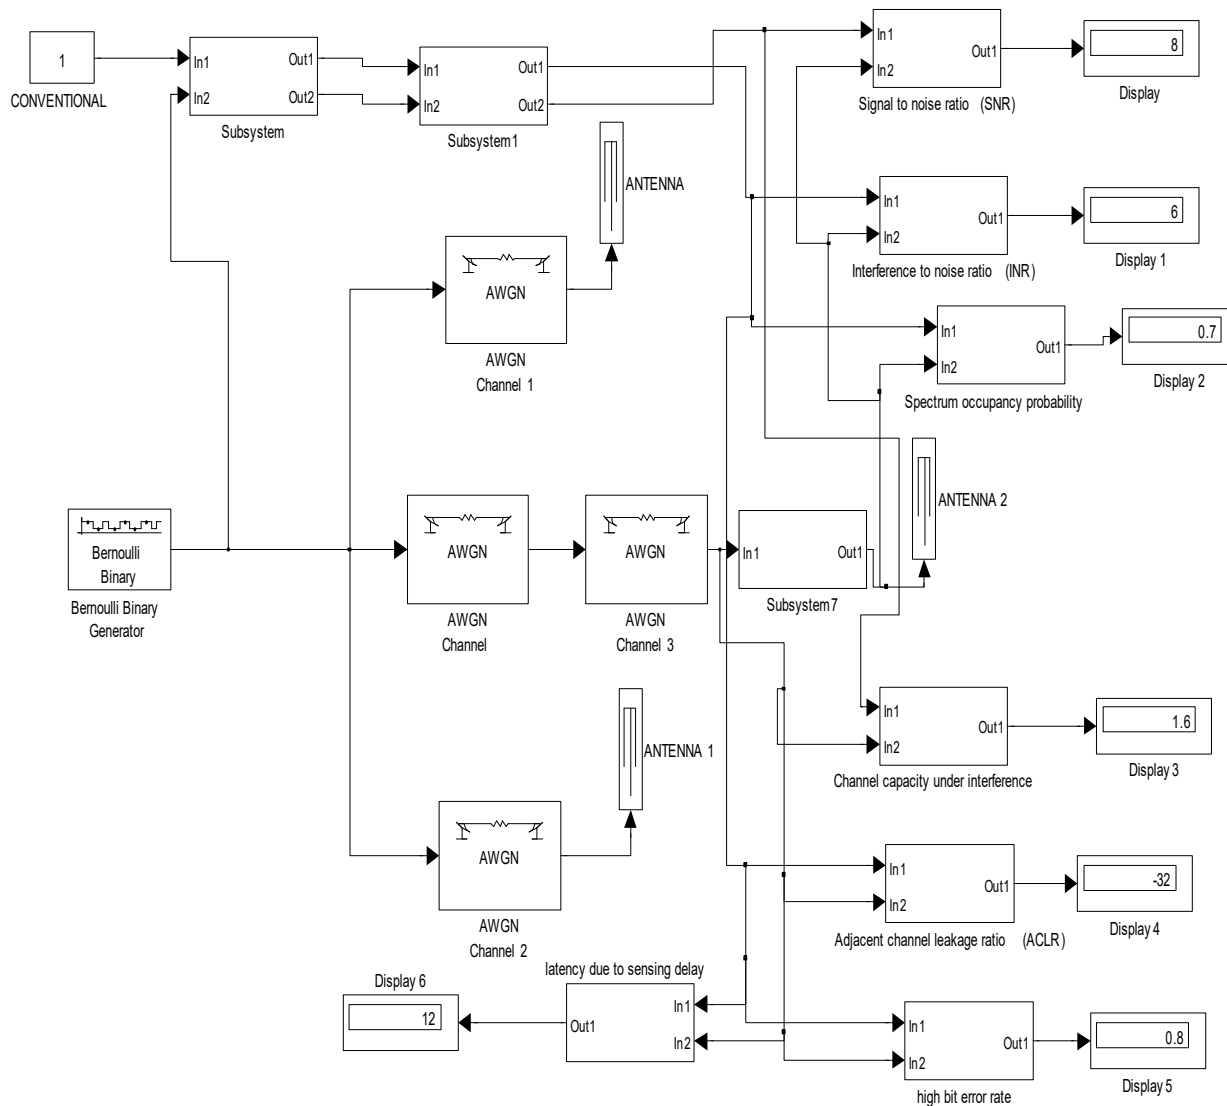 1
CONVENTIONAL
In1
In2
Out1
Out2
Subsystem
In1
In2
Out1
Out2
Subsystem1
In1
In2
Out1
Signal to noise ratio (SNR)
8
Display
ANTENNA
In1
In2
Out1
Interference to noise ratio (INR)
6
Display 1
AWGN
AWGN
Channel 1
In1
In2
Out1
Spectrum occupancy probability
0.7
Display 2
Bernoulli
Binary
Bernoulli Binary
Generator
AWGN
AWGN
Channel
AWGN
AWGN
Channel 3
In1
Out1
Subsystem7
ANTENNA 2
In1
In2
Out1
Channel capacity under interference
1.6
Display 3
ANTENNA 1
AWGN
AWGN
Channel 2
In1
In2
Out1
Adjacent channel leakage ratio (ACLR)
-32
Display 4
latency due to sensing delay
In1
In2
Out1
Display 6
12
In1
In2
Out1
high bit error rate
0.8
Display 5